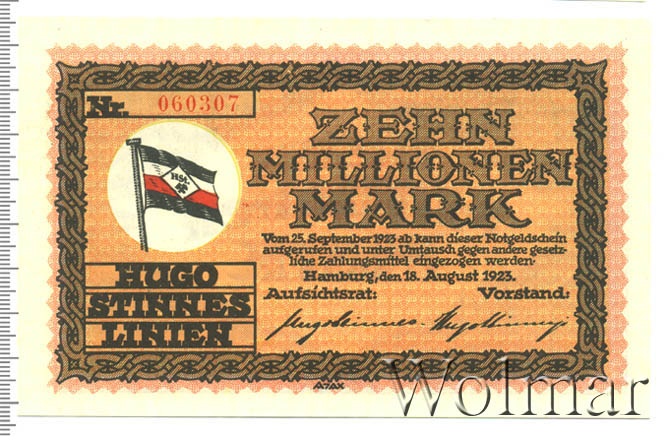 Nr. 060307
ZEHN
MILLIONEN
MARK
Vom 25. September 1923 ab kann dieser Notgeldschein
aufgerufen und unter Umtausch gegen andere gesetz-
liche Zahlungsmittel eingezogen werden.
Hamburg, den 18. August 1923.
Aufsichtsrat: Vorstand:
HUGO
STINNES
LINIEN
Wolmar